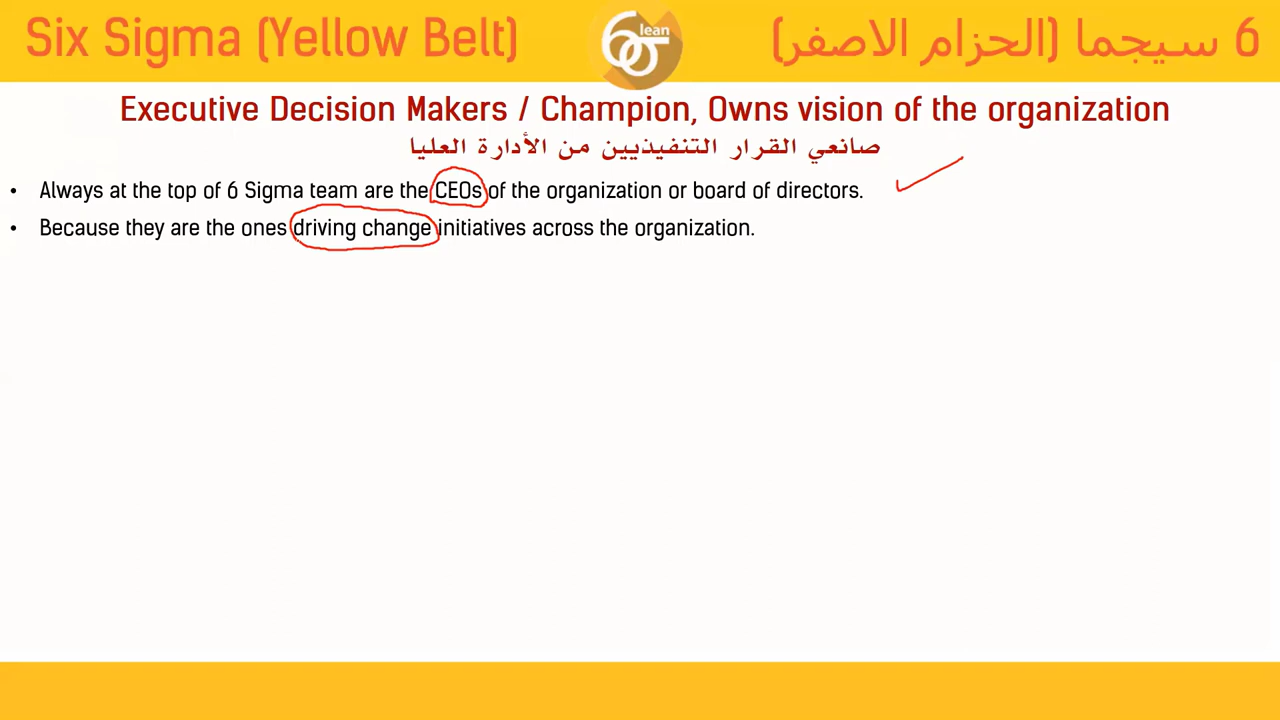 Six Sigma (Yellow Belt)
6σ lean
6 سيجما (الحزام الاصفر)
Executive Decision Makers / Champion, Owns vision of the organization
صانعي القرار التنفيذيين من الأدارة العليا
• Always at the top of 6 Sigma team are the CEOs of the organization or board of directors.
• Because they are the ones driving change initiatives across the organization.